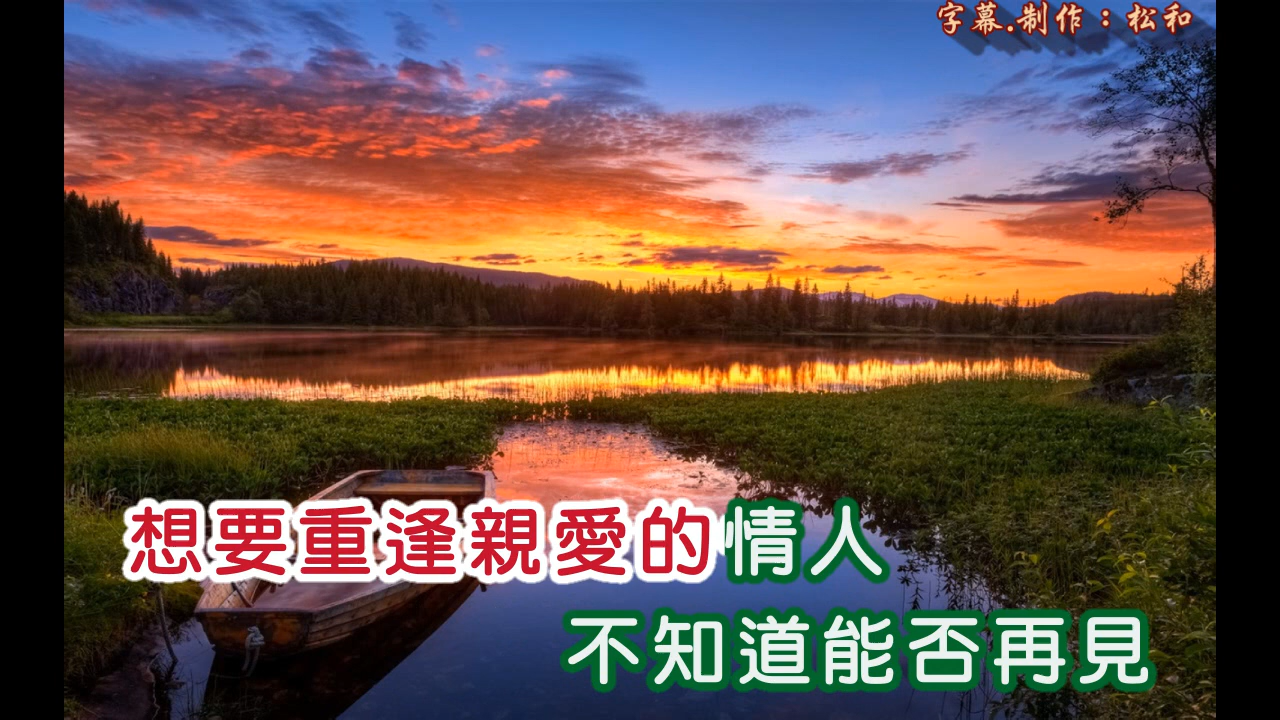 字幕.制作：松和
想要重逢親愛的情人
不知道能否再見